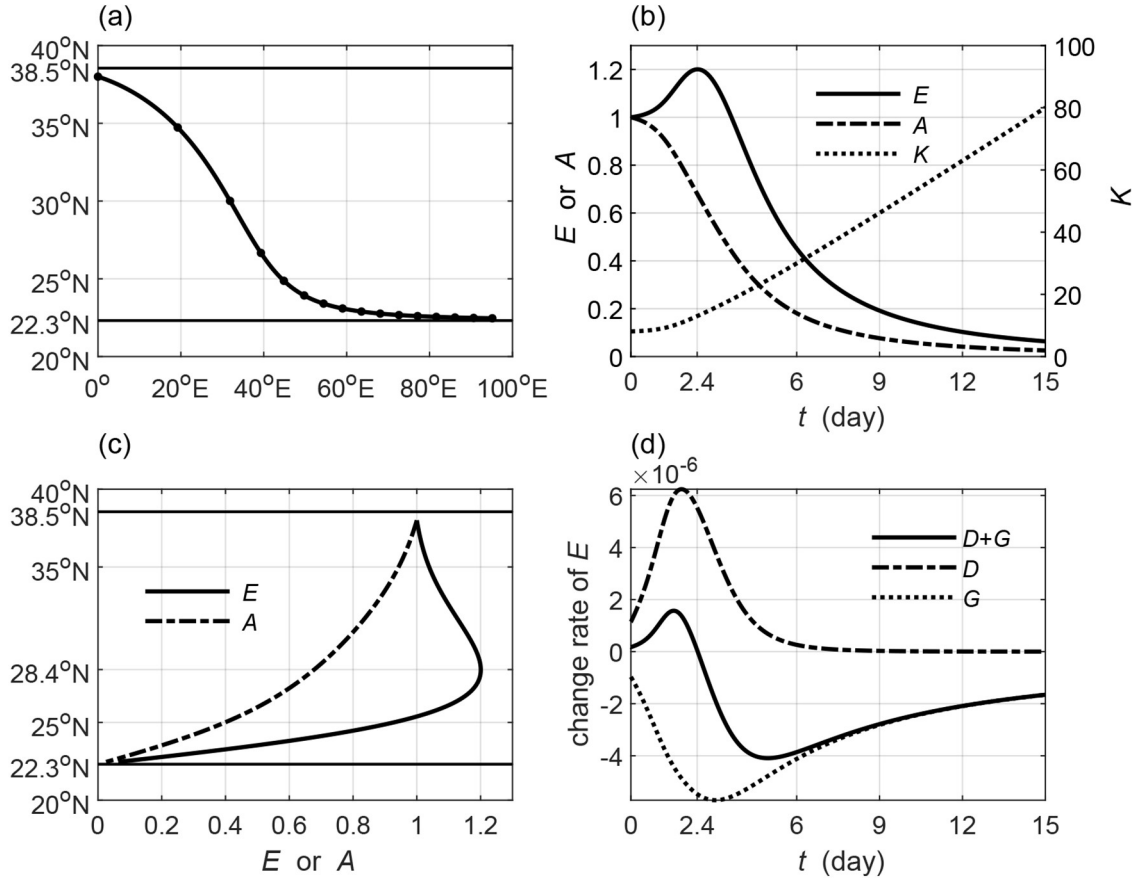 (a)
40°N
38.5°N
35°N
30°N
25°N
22.3°N
20°N
0° 20°E 40°E 60°E 80°E 100°E
(b)
1.2
1
0.8
0.6
0.4
0.2
0
E or A
E
A
K
100
80
60
40
20
0
K
0 2.4 6 9 12 15
t (day)
(c)
40°N
38.5°N
35°N
28.4°N
25°N
22.3°N
20°N
E
A
0 0.2 0.4 0.6 0.8 1 1.2
E or A
(d)
×10⁻⁶
6
4
2
0
-2
-4
change rate of E
D+G
D
G
0 2.4 6 9 12 15
t (day)